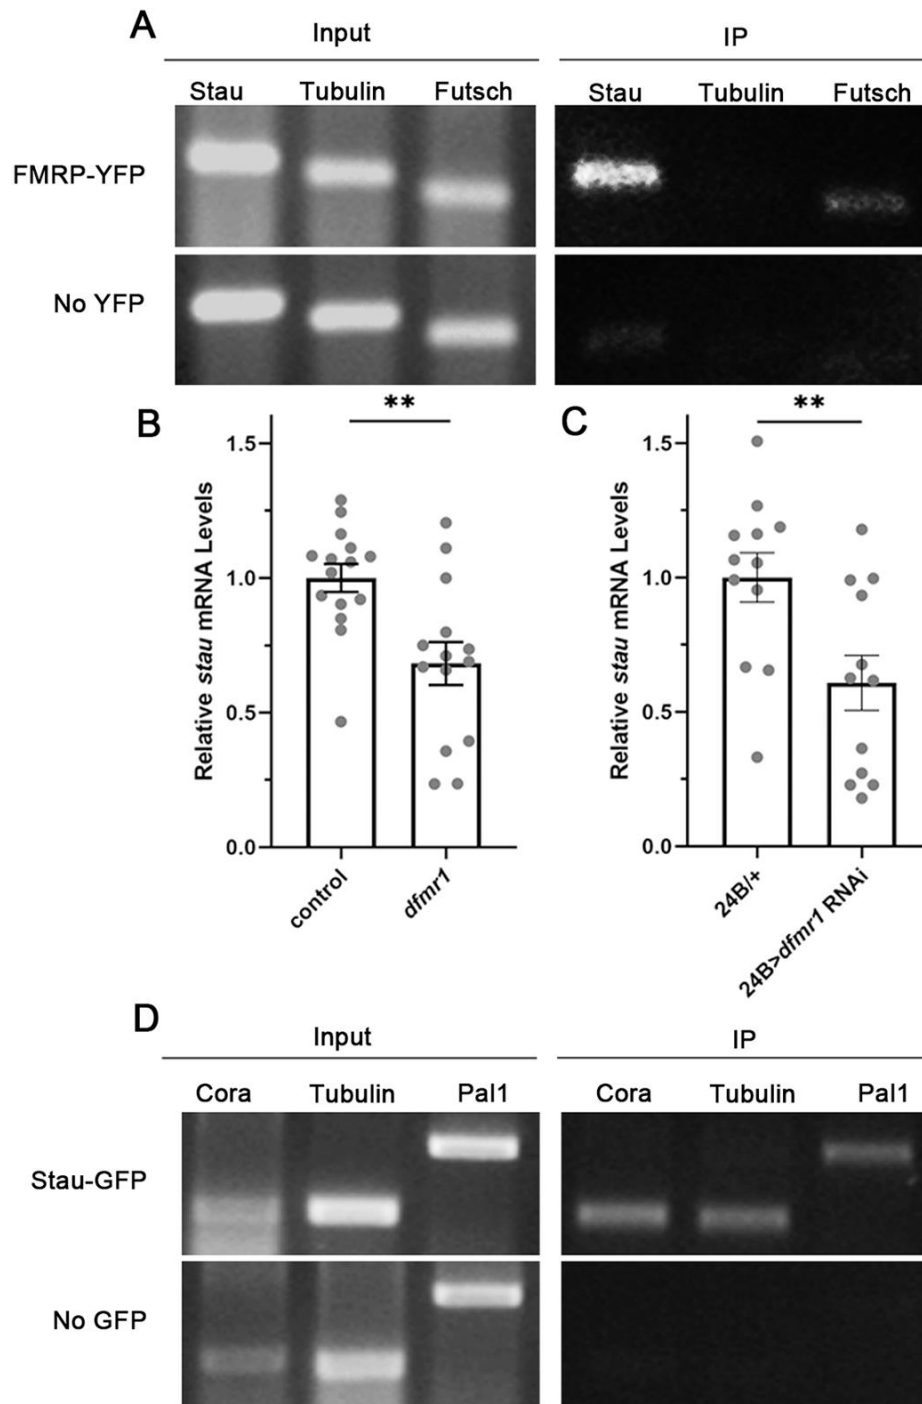 A
Input
IP
Stau Tubulin Futsch
Stau Tubulin Futsch
FMRP-YFP
No YFP
B
**
Relative stau mRNA Levels
1.5
1.0
0.5
0.0
control
dfmr1
C
**
Relative stau mRNA Levels
1.5
1.0
0.5
0.0
24B/+
24B>dfmr1 RNAi
D
Input
IP
Cora Tubulin Pal1
Cora Tubulin Pal1
Stau-GFP
No GFP